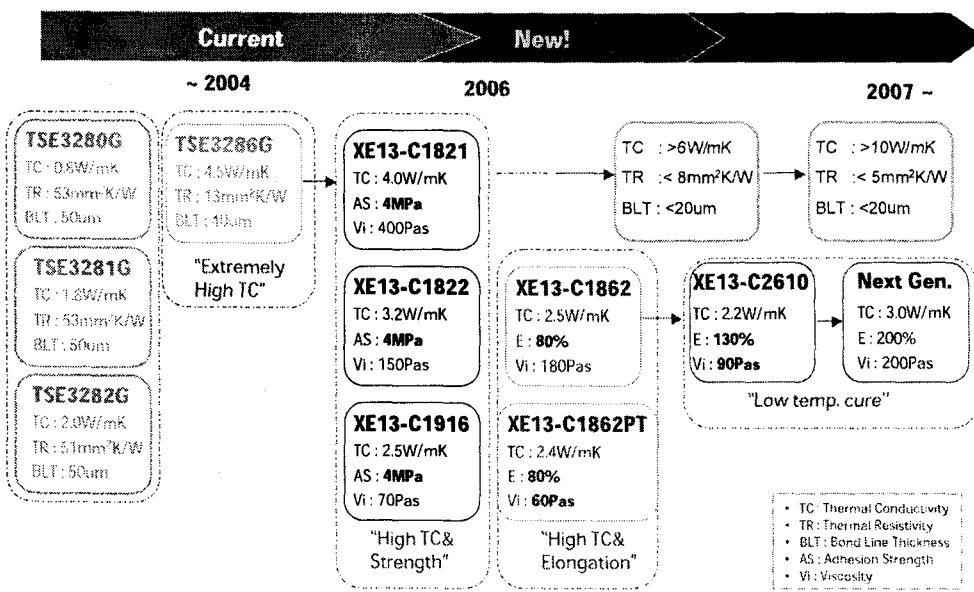 Current
New!
~ 2004
2006
2007 ~
TSE3280G
TC : 0.8W/mK
TR : 53mm²K/W
BLT : 50um
TSE3281G
TC : 1.8W/mK
TR : 53mm²K/W
BLT : 50um
TSE3282G
TC : 2.0W/mK
TR : 51mm²K/W
BLT : 50um
TSE3286G
TC : 4.5W/mK
TR : 13mm²K/W
BLT : 40um
"Extremely
High TC"
XE13-C1821
TC : 4.0W/mK
AS : 4MPa
Vi : 400Pas
XE13-C1822
TC : 3.2W/mK
AS : 4MPa
Vi : 150Pas
XE13-C1916
TC : 2.5W/mK
AS : 4MPa
Vi : 70Pas
"High TC&
Strength"
XE13-C1862
TC : 2.5W/mK
E : 80%
Vi : 180Pas
XE13-C1862PT
TC : 2.4W/mK
E : 80%
Vi : 60Pas
"High TC&
Elongation"
TC : >6W/mK
TR : < 8mm²K/W
BLT : <20um
TC : >10W/mK
TR : < 5mm²K/W
BLT : <20um
XE13-C2610
TC : 2.2W/mK
E : 130%
Vi : 90Pas
Next Gen.
TC : 3.0W/mK
E : 200%
Vi : 200Pas
"Low temp. cure"
• TC : Thermal Conductivity
• TR : Thermal Resistivity
• BLT : Bond Line Thickness
• AS : Adhesion Strength
• Vi : Viscosity